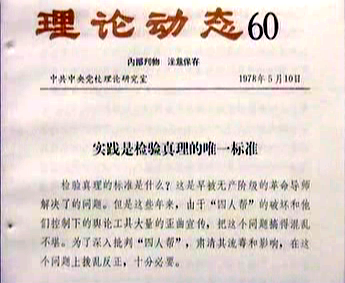 理论动态60
内部刊物 注意保存
中共中央党校理论研究室 1978年5月10日
实践是检验真理的唯一标准
检验真理的标准是什么？这是早被无产阶级的革命导师
解决了的问题。但是这些年来，由于“四人帮”的破坏和他
们控制下的舆论工具大量的歪曲宣传，把这个问题搞得混乱
不堪。为了深入批判“四人帮”，肃清其流毒和影响，在这
个问题上拨乱反正，十分必要。